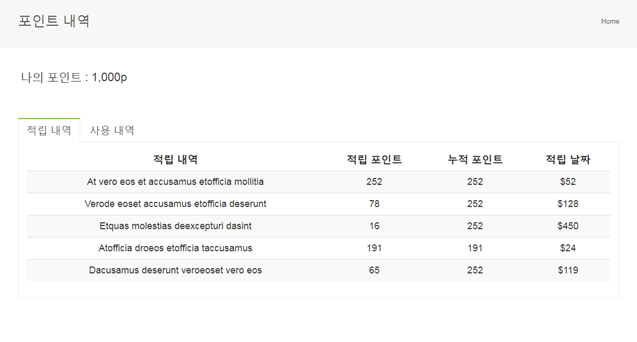 포인트 내역
Home
나의 포인트 : 1,000p
적립 내역 사용 내역
적립 내역 적립 포인트 누적 포인트 적립 날짜
At vero eos et accusamus etofficia mollitia 252 252 $52
Verode eoset accusamus etofficia deserunt 78 252 $128
Etquas molestias deexcepturi dasint 16 252 $450
Atofficia droeos etofficia taccusamus 191 191 $24
Dacusamus deserunt veroeoset vero eos 65 252 $119